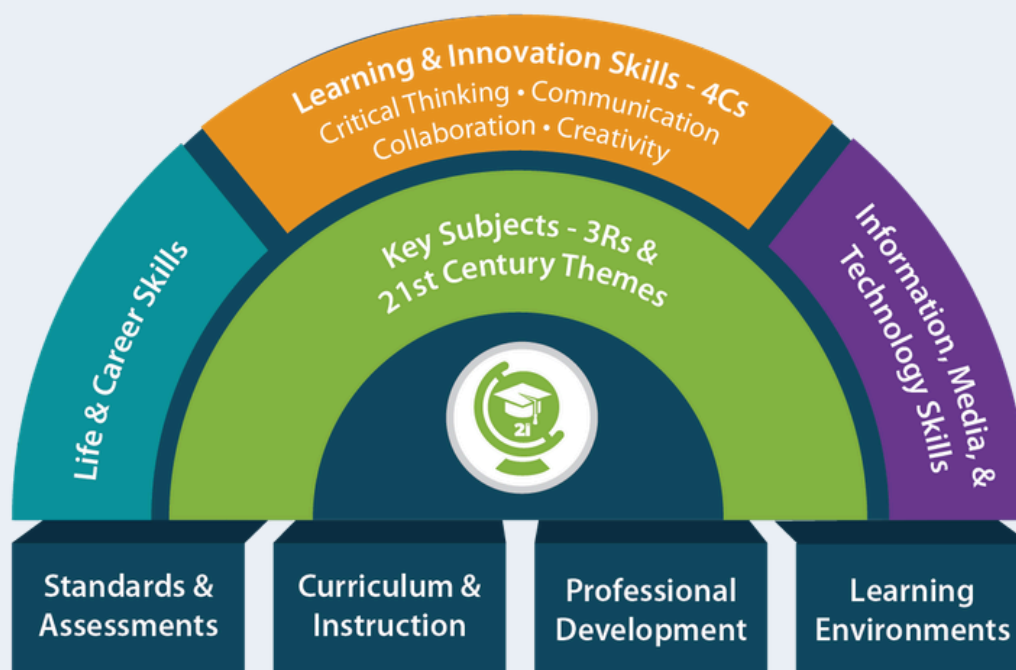 Learning & Innovation Skills - 4Cs
Critical Thinking • Communication
Collaboration • Creativity
Life & Career Skills
Key Subjects - 3Rs &
21st Century Themes
Information, Media, &
Technology Skills
21
Standards &
Assessments
Curriculum &
Instruction
Professional
Development
Learning
Environments